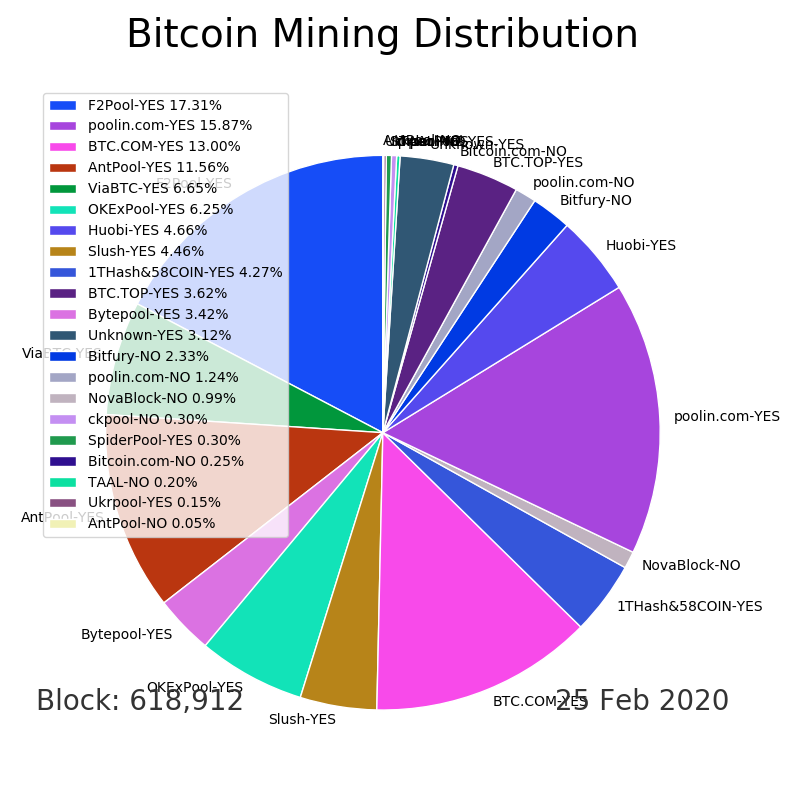 Bitcoin Mining Distribution
F2Pool-YES 17.31%
poolin.com-YES 15.87%
BTC.COM-YES 13.00%
AntPool-YES 11.56%
ViaBTC-YES 6.65%
OKExPool-YES 6.25%
Huobi-YES 4.66%
Slush-YES 4.46%
1THash&58COIN-YES 4.27%
BTC.TOP-YES 3.62%
Bytepool-YES 3.42%
Unknown-YES 3.12%
Bitfury-NO 2.33%
poolin.com-NO 1.24%
NovaBlock-NO 0.99%
ckpool-NO 0.30%
SpiderPool-YES 0.30%
Bitcoin.com-NO 0.25%
TAAL-NO 0.20%
Ukrpool-YES 0.15%
AntPool-NO 0.05%
Unknown-YES
Bitcoin.com-NO
BTC.TOP-YES
poolin.com-NO
Bitfury-NO
Huobi-YES
poolin.com-YES
NovaBlock-NO
1THash&58COIN-YES
BTC.COM-YES
Slush-YES
OKExPool-YES
Bytepool-YES
AntPool-YES
ViaBTC-YES
F2Pool-YES
Block: 618,912
25 Feb 2020